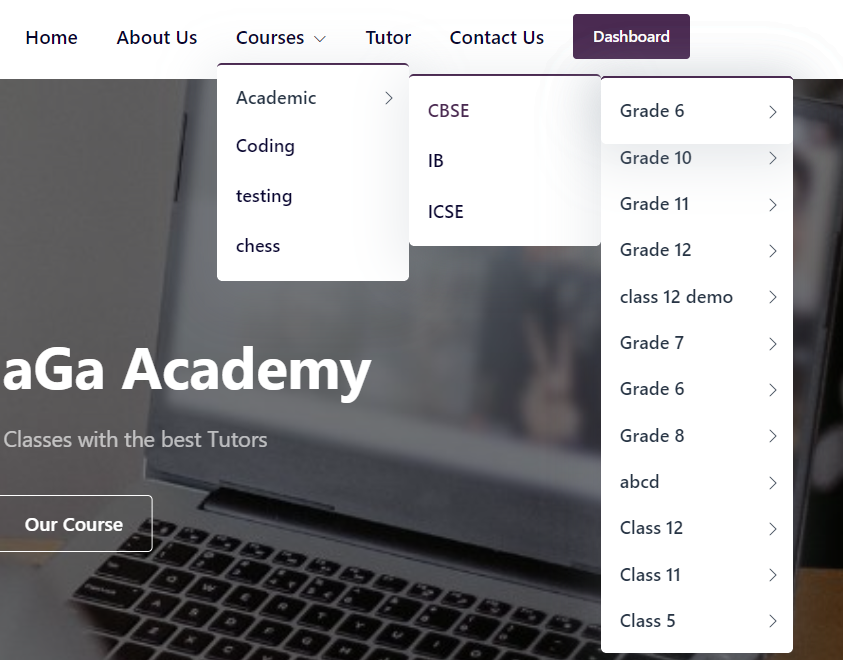 Home
About Us
Courses
Tutor
Contact Us
Dashboard
Academic
Coding
testing
chess
CBSE
IB
ICSE
Grade 6
Grade 10
Grade 11
Grade 12
class 12 demo
Grade 7
Grade 6
Grade 8
abcd
Class 12
Class 11
Class 5
aGa Academy
Classes with the best Tutors
Our Course